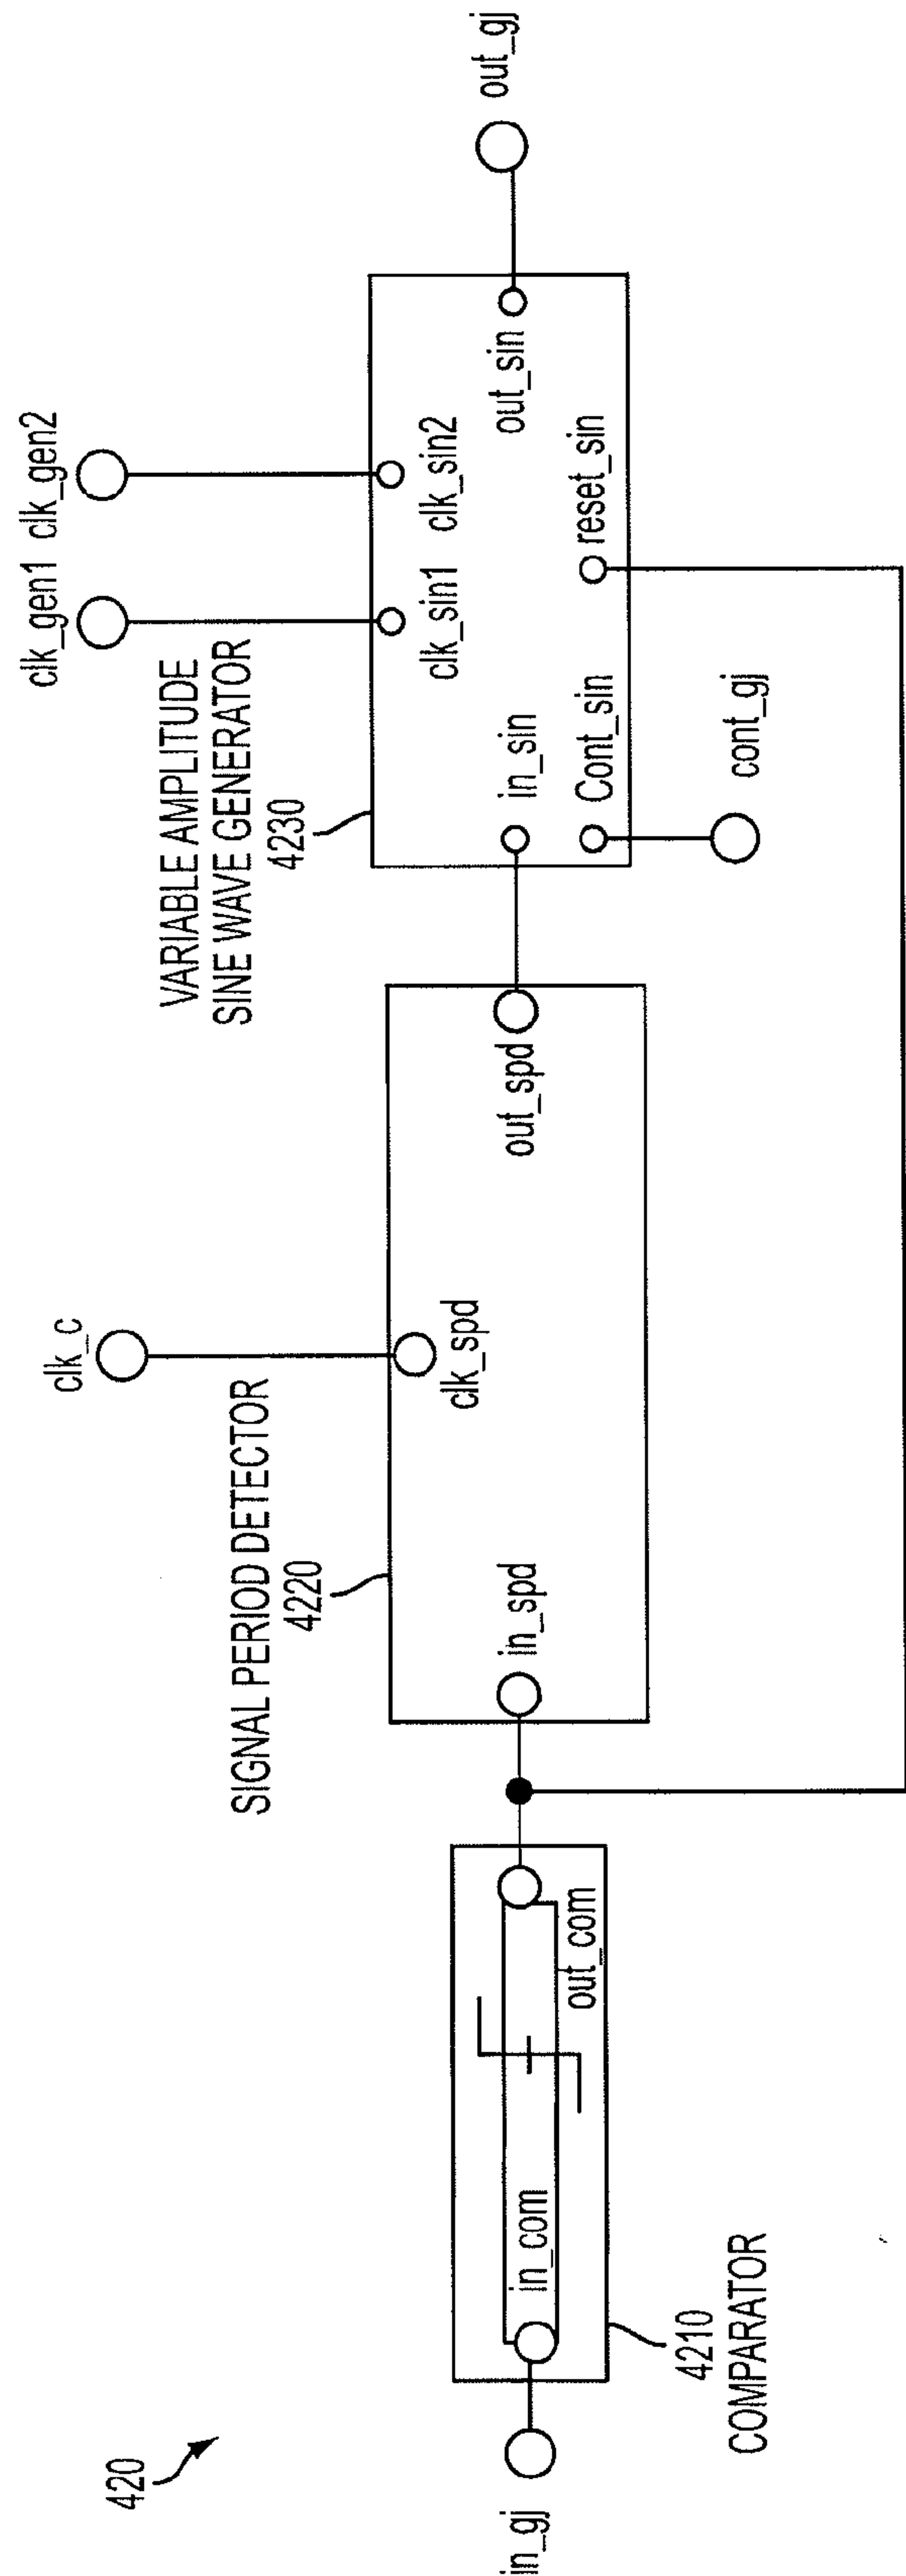 420
in_gj
in_com
out_com
4210
COMPARATOR
SIGNAL PERIOD DETECTOR
4220
in_spd
clk_c
clk_spd
out_spd
VARIABLE AMPLITUDE
SINE WAVE GENERATOR
4230
clk_gen1
clk_gen2
clk_sin1
clk_sin2
in_sin
Cont_sin
reset_sin
out_sin
cont_gj
out_gj